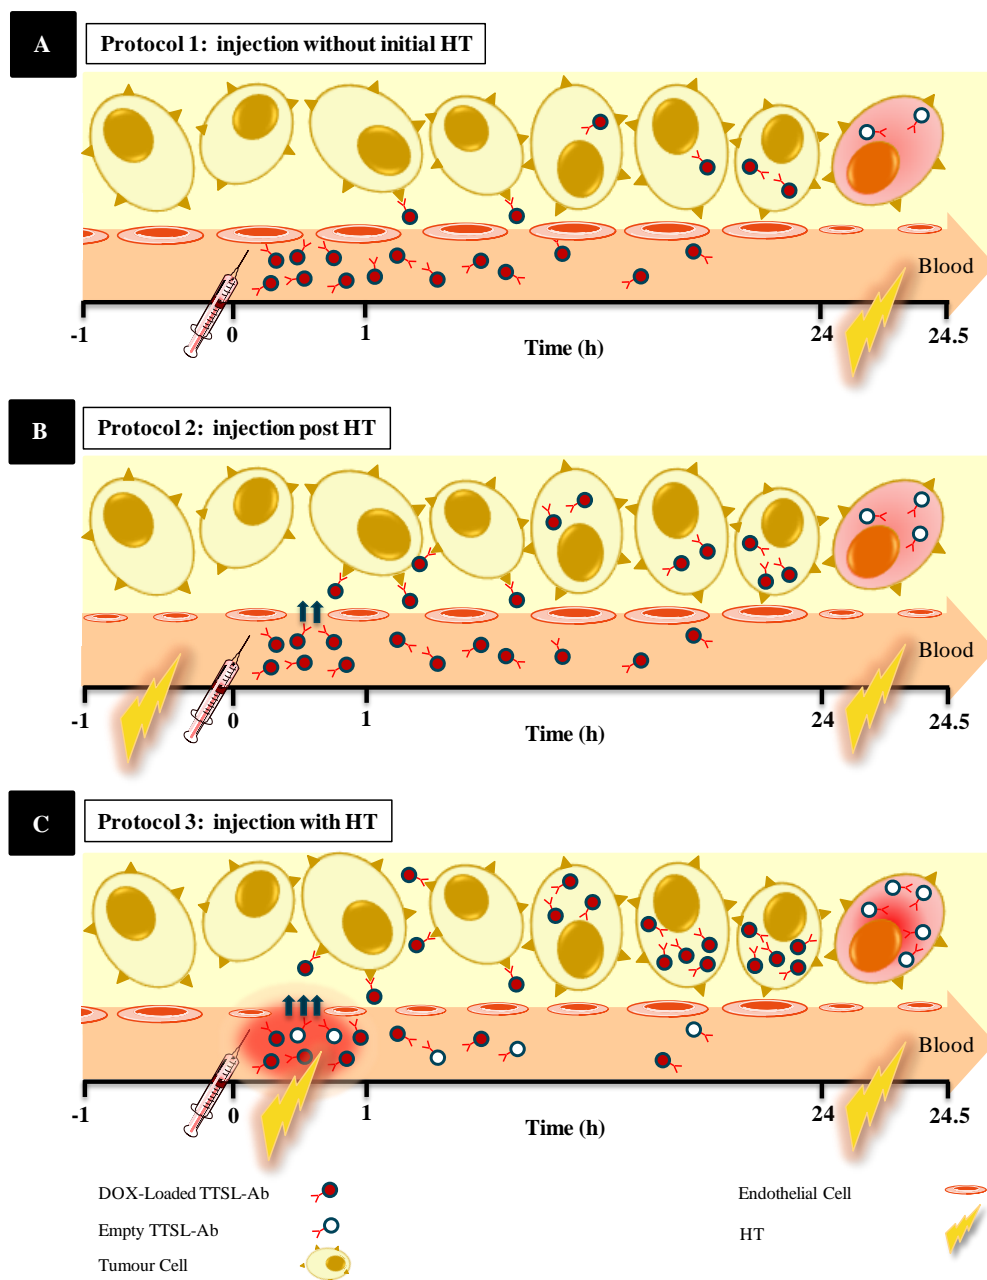 A
Protocol 1: injection without initial HT
Blood
-1 0 1 24 24.5
Time (h)
B
Protocol 2: injection post HT
Blood
-1 0 1 24 24.5
Time (h)
C
Protocol 3: injection with HT
Blood
-1 0 1 24 24.5
Time (h)
DOX-Loaded TTSL-Ab
Empty TTSL-Ab
Tumour Cell
Endothelial Cell
HT